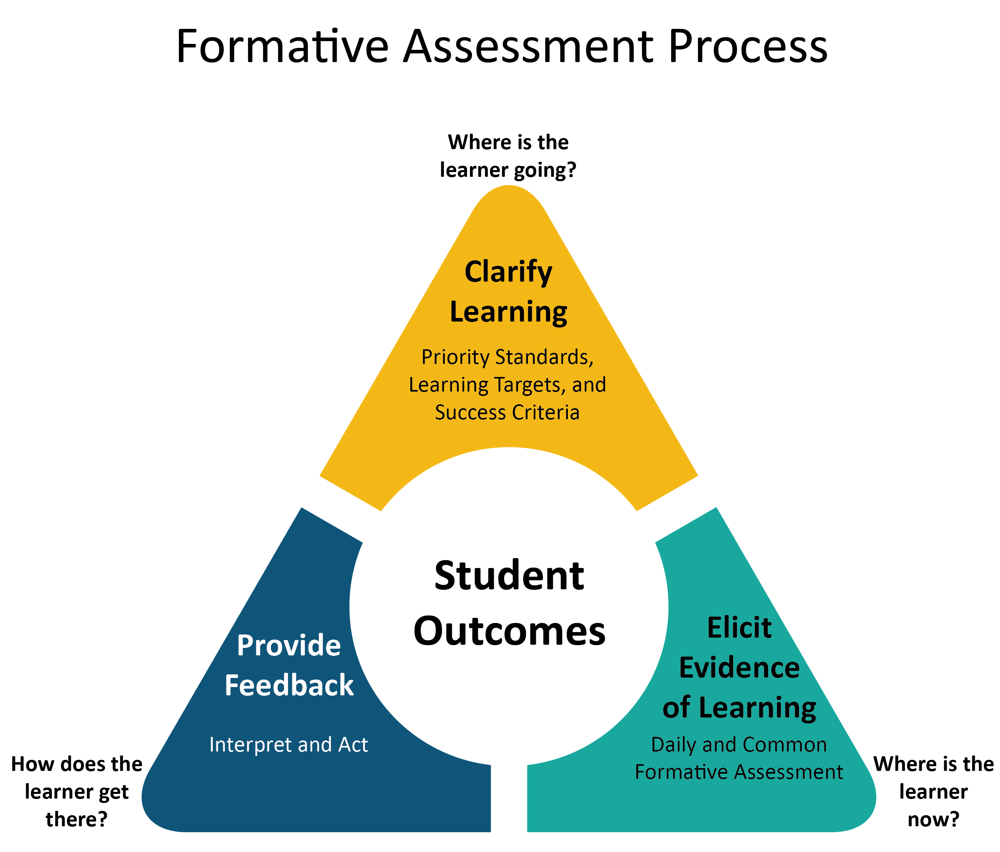 Formative Assessment Process
Where is the
learner going?
Clarify
Learning
Priority Standards,
Learning Targets, and
Success Criteria
Student
Outcomes
Provide
Feedback
Interpret and Act
How does the
learner get
there?
Elicit
Evidence
of Learning
Daily and Common
Formative Assessment
Where is the
learner
now?